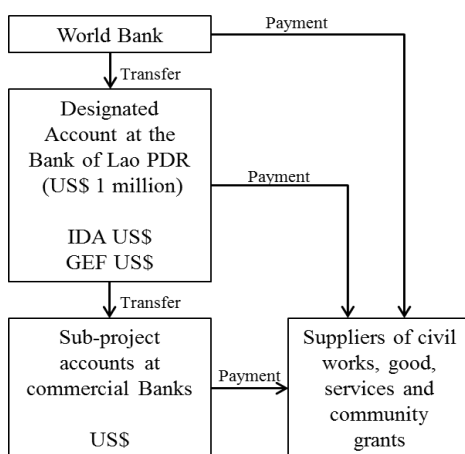 World Bank
Payment
Transfer
Designated
Account at the
Bank of Lao PDR
(US$ 1 million)
IDA US$
GEF US$
Payment
Transfer
Sub-project
accounts at
commercial Banks
US$
Payment
Suppliers of civil
works, good,
services and
community
grants